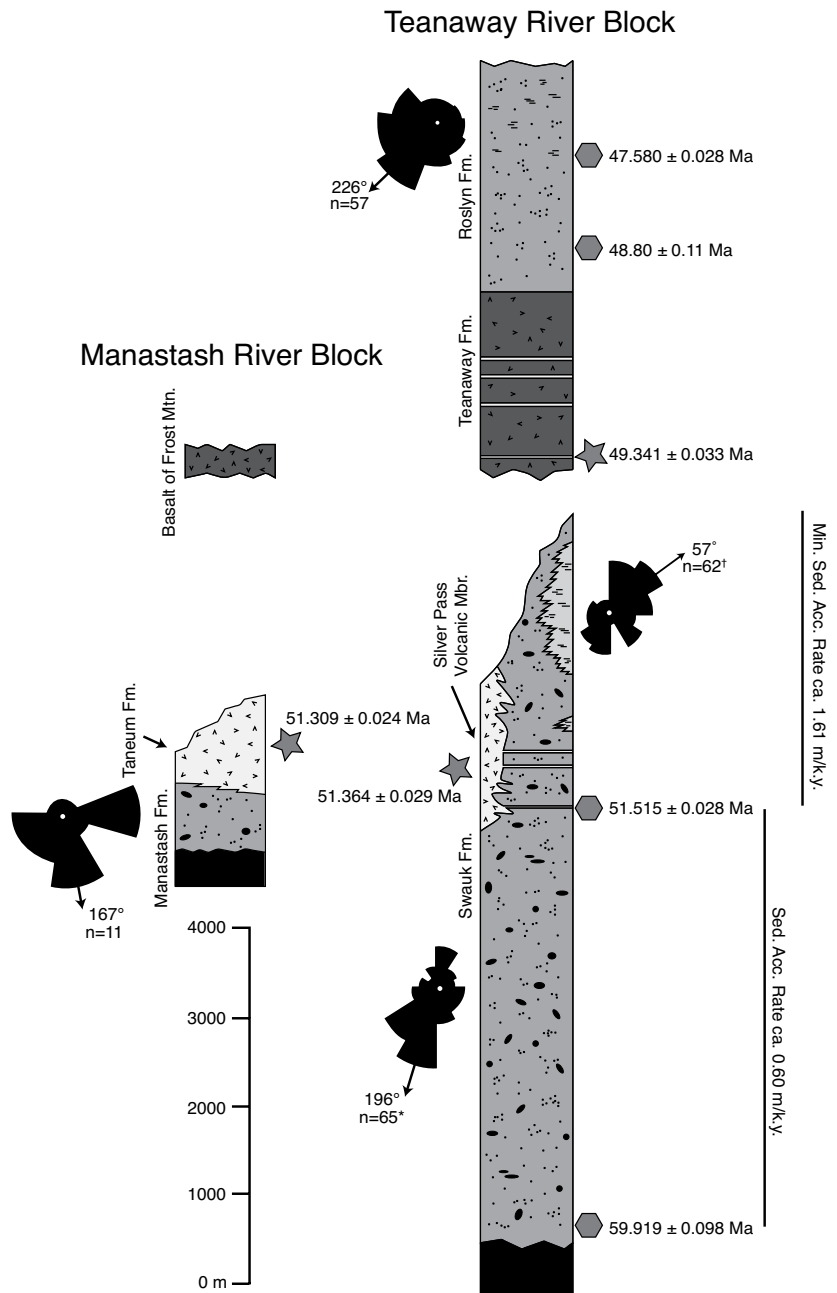 Teanaway River Block
Roslyn Fm.
226°
n=57
47.580 ± 0.028 Ma
48.80 ± 0.11 Ma
Teanaway Fm.
49.341 ± 0.033 Ma
Manastash River Block
Basalt of Frost Mtn.
Taneum Fm.
51.309 ± 0.024 Ma
Manastash Fm.
167°
n=11
Silver Pass
Volcanic Mbr.
51.364 ± 0.029 Ma
57°
n=62†
Min. Sed. Acc. Rate ca. 1.61 m/k.y.
51.515 ± 0.028 Ma
Swauk Fm.
196°
n=65*
Sed. Acc. Rate ca. 0.60 m/k.y.
59.919 ± 0.098 Ma
4000
3000
2000
1000
0 m